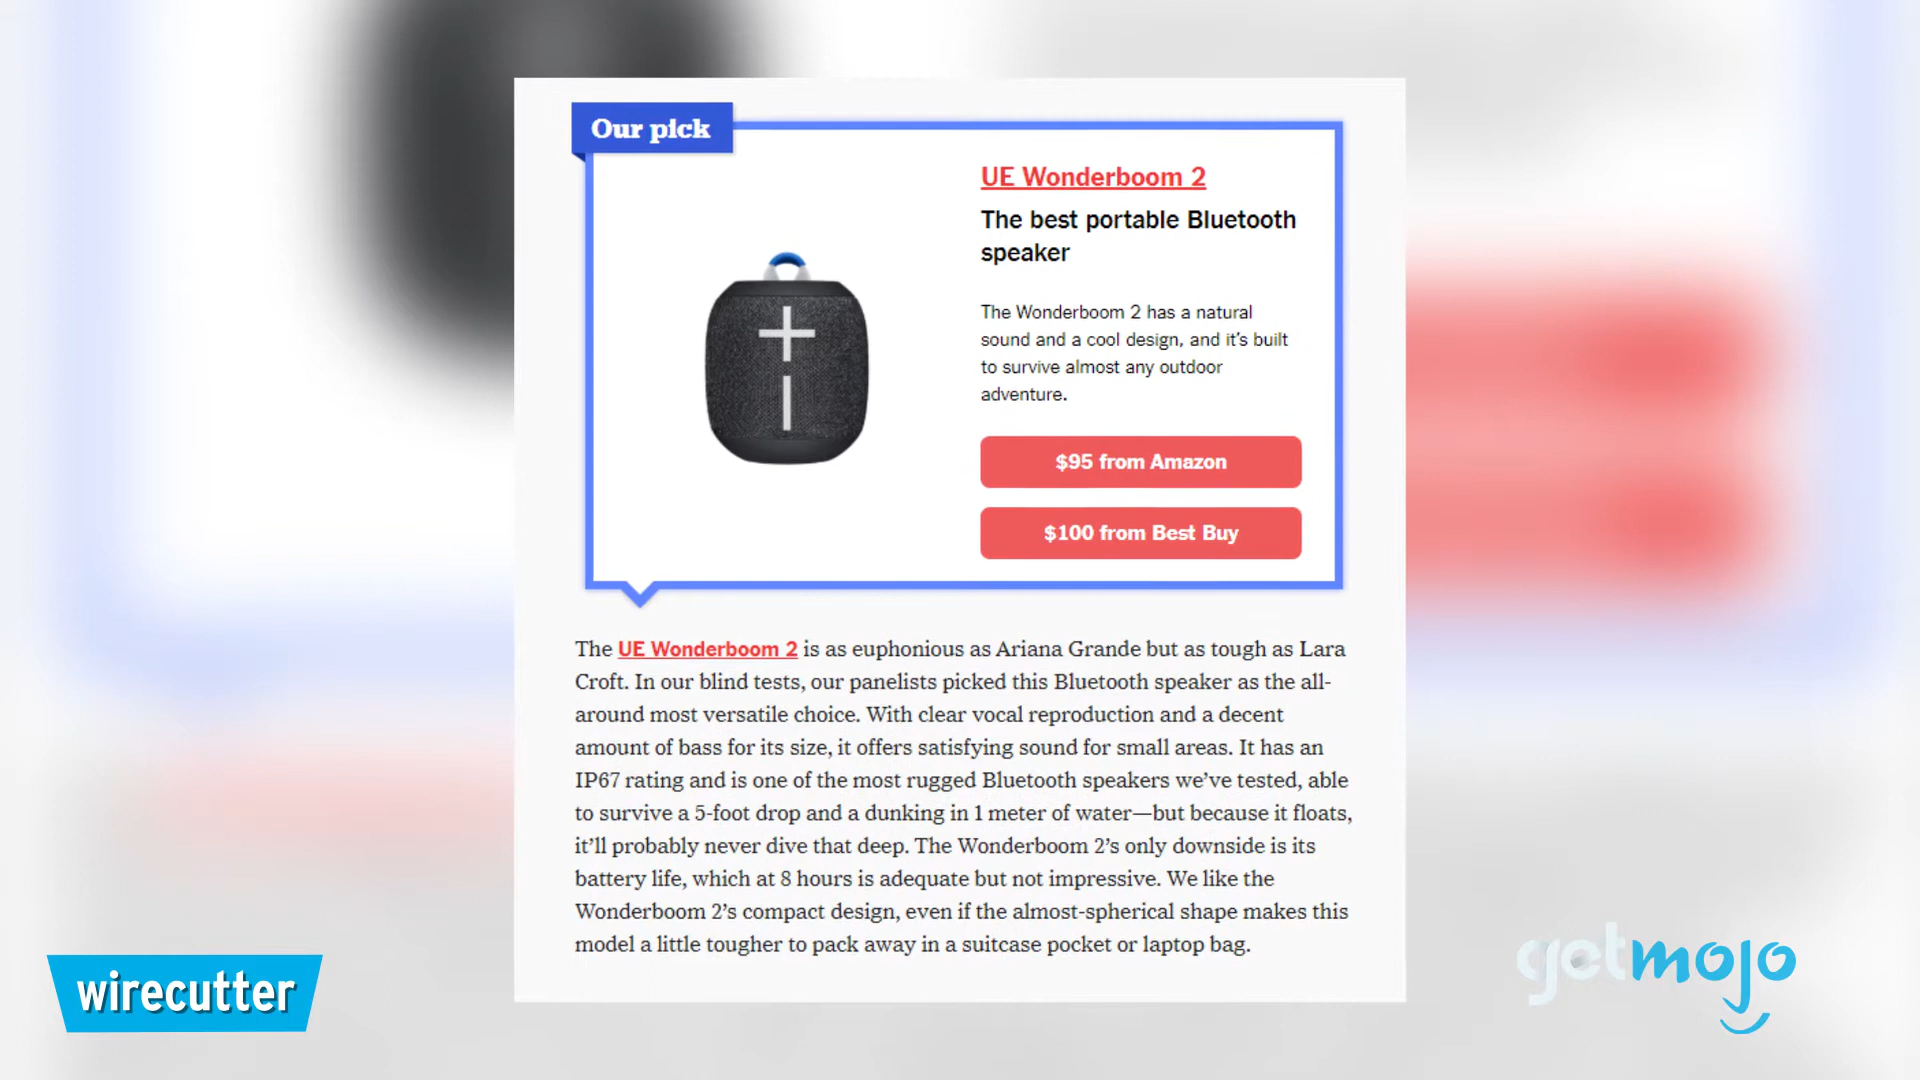 Our pick
UE Wonderboom 2
The best portable Bluetooth
speaker
The Wonderboom 2 has a natural
sound and a cool design, and it’s built
to survive almost any outdoor
adventure.
$95 from Amazon
$100 from Best Buy
The UE Wonderboom 2 is as euphonious as Ariana Grande but as tough as Lara
Croft. In our blind tests, our panelists picked this Bluetooth speaker as the all-
around most versatile choice. With clear vocal reproduction and a decent
amount of bass for its size, it offers satisfying sound for small areas. It has an
IP67 rating and is one of the most rugged Bluetooth speakers we’ve tested, able
to survive a 5-foot drop and a dunking in 1 meter of water—but because it floats,
it’ll probably never dive that deep. The Wonderboom 2’s only downside is its
battery life, which at 8 hours is adequate but not impressive. We like the
Wonderboom 2’s compact design, even if the almost-spherical shape makes this
model a little tougher to pack away in a suitcase pocket or laptop bag.
wirecutter
getmojo